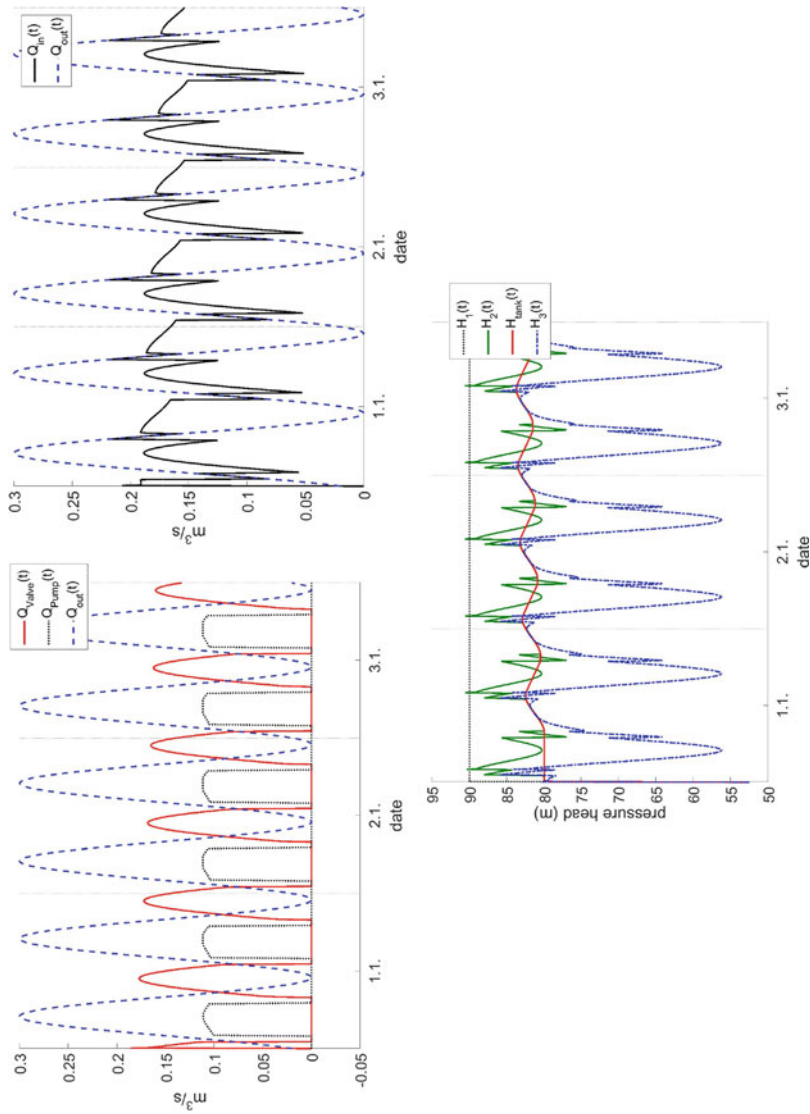 0.3
0.25
0.2
0.15
0.1
0.05
0
-0.05
m³/s
1.1.
2.1.
3.1.
date
Q_Valve(t)
Q_Pump(t)
Q_out(t)
0.3
0.25
0.2
0.15
0.1
0.05
0
m³/s
1.1.
2.1.
3.1.
date
Q_in(t)
Q_out(t)
95
90
85
80
75
70
65
60
55
50
pressure head (m)
1.1.
2.1.
3.1.
date
H_1(t)
H_2(t)
H_tank(t)
H_3(t)